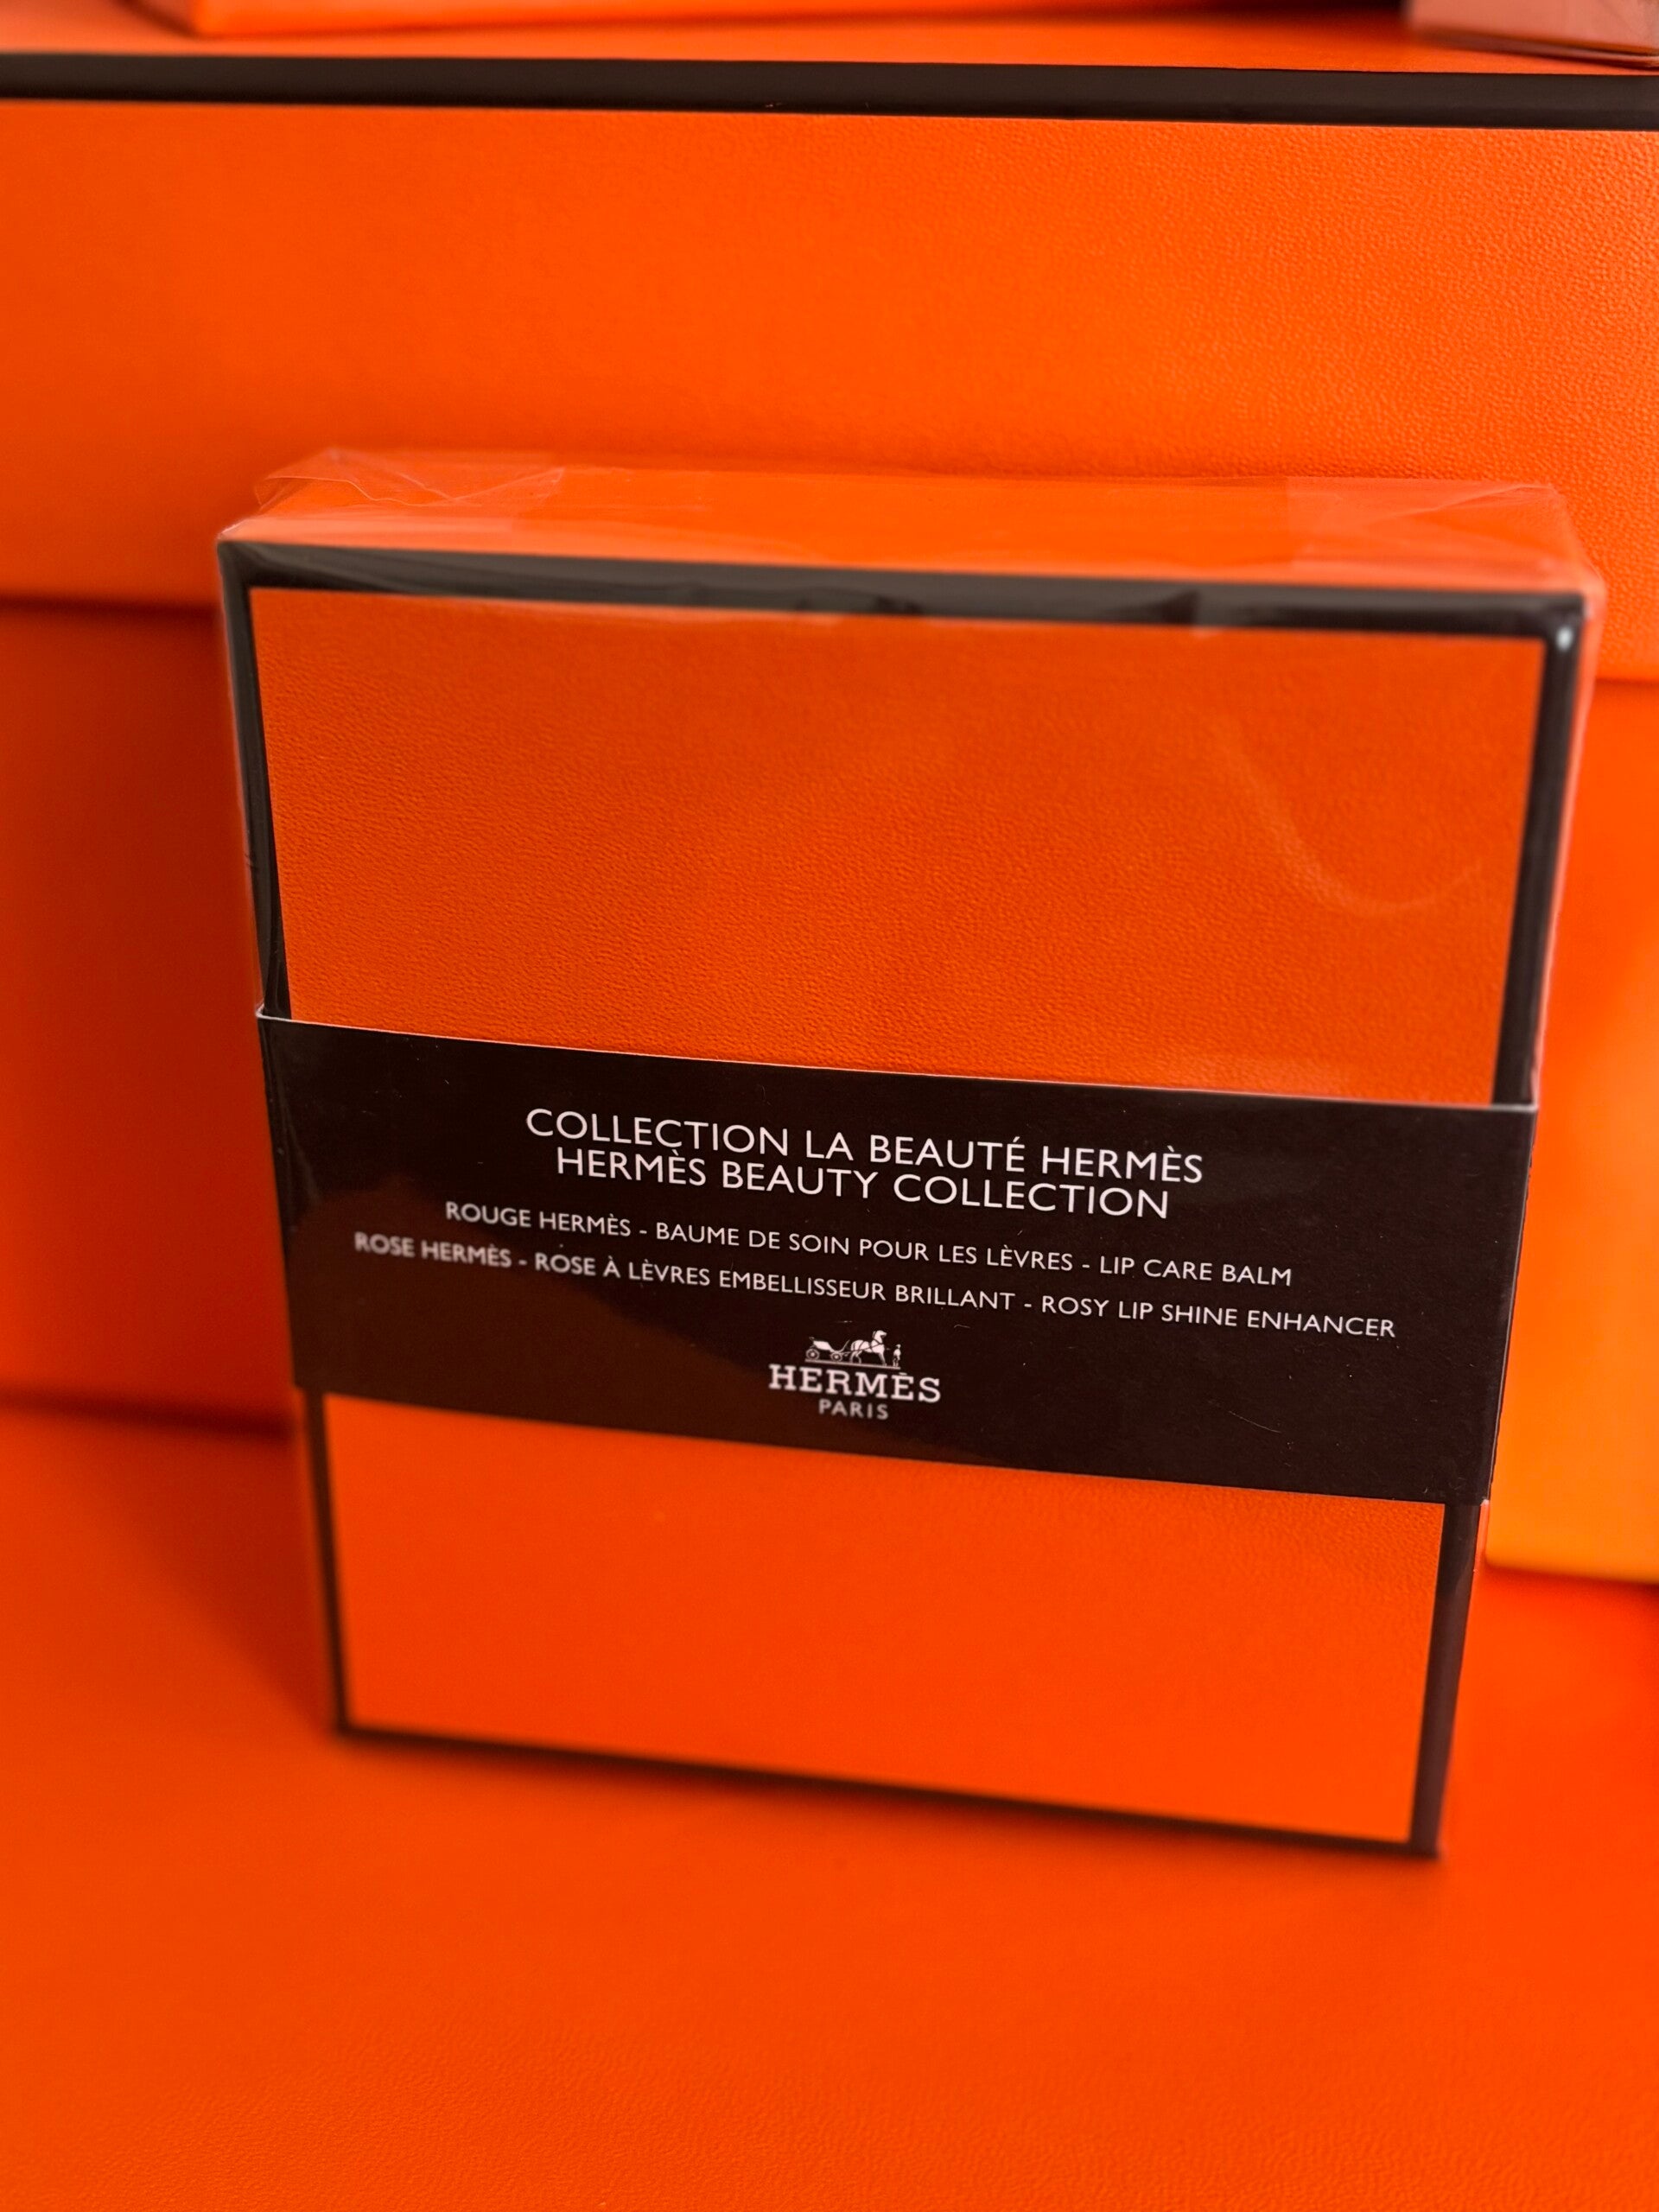 COLLECTION LA BEAUTÉ HERMÈS
HERMÈS BEAUTY COLLECTION
ROUGE HERMÈS - BAUME DE SOIN POUR LES LÈVRES - LIP CARE BALM
ROSE HERMÈS - ROSE À LÈVRES EMBELLISSEUR BRILLANT - ROSY LIP SHINE ENHANCER
HERMÈS
PARIS